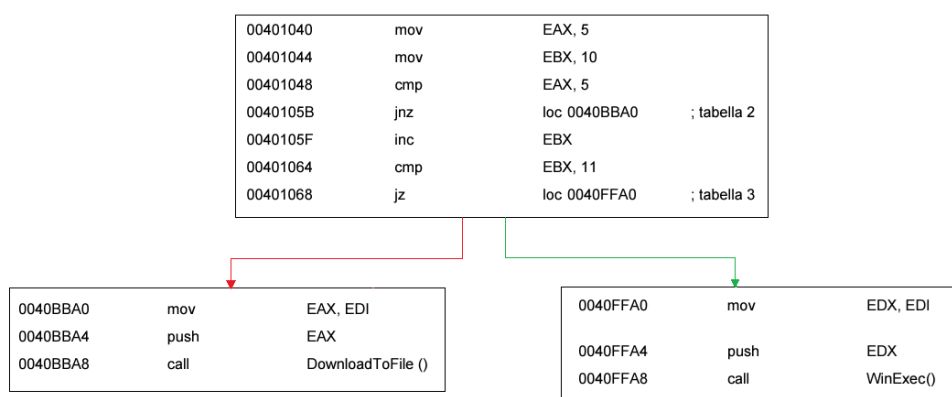 00401040 mov EAX, 5
00401044 mov EBX, 10
00401048 cmp EAX, 5
0040105B jnz loc 0040BBA0 ; tabella 2
0040105F inc EBX
00401064 cmp EBX, 11
00401068 jz loc 0040FFA0 ; tabella 3
0040BBA0 mov EAX, EDI
0040BBA4 push EAX
0040BBA8 call DownloadToFile ()
0040FFA0 mov EDX, EDI
0040FFA4 push EDX
0040FFA8 call WinExec()